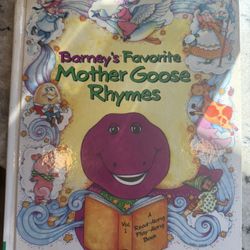 Barney's Favorite
Mother Goose
Rhymes
Vol. 1
A
Read-Along
Play-Along
Book